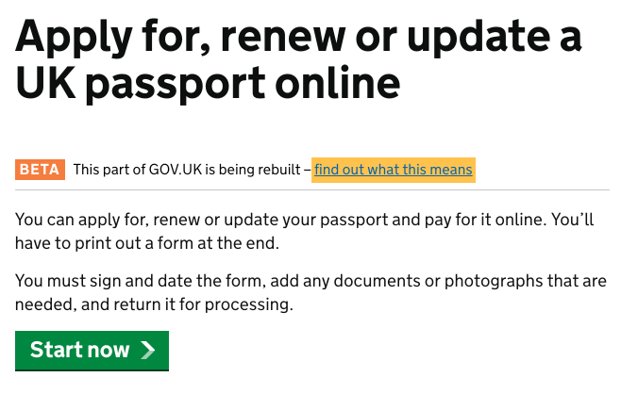 Apply for, renew or update a
UK passport online
BETA This part of GOV.UK is being rebuilt – find out what this means
You can apply for, renew or update your passport and pay for it online. You’ll
have to print out a form at the end.
You must sign and date the form, add any documents or photographs that are
needed, and return it for processing.
Start now